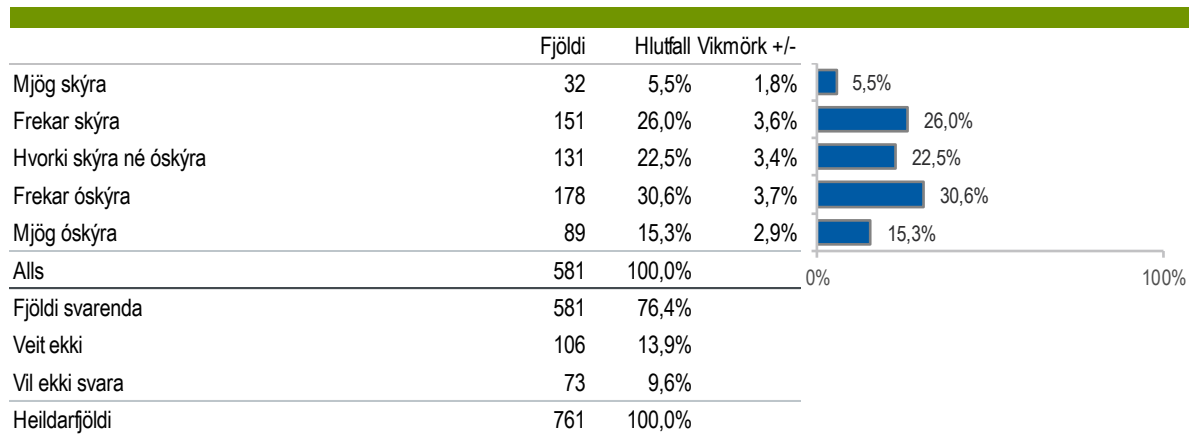 Fjöldi Hlutfall Vikmörk +/-
Mjög skýra 32 5,5% 1,8% 5,5%
Frekar skýra 151 26,0% 3,6% 26,0%
Hvorki skýra né óskýra 131 22,5% 3,4% 22,5%
Frekar óskýra 178 30,6% 3,7% 30,6%
Mjög óskýra 89 15,3% 2,9% 15,3%
Alls 581 100,0% 0% 100%
Fjöldi svarenda 581 76,4%
Veit ekki 106 13,9%
Vil ekki svara 73 9,6%
Heildarfjöldi 761 100,0%